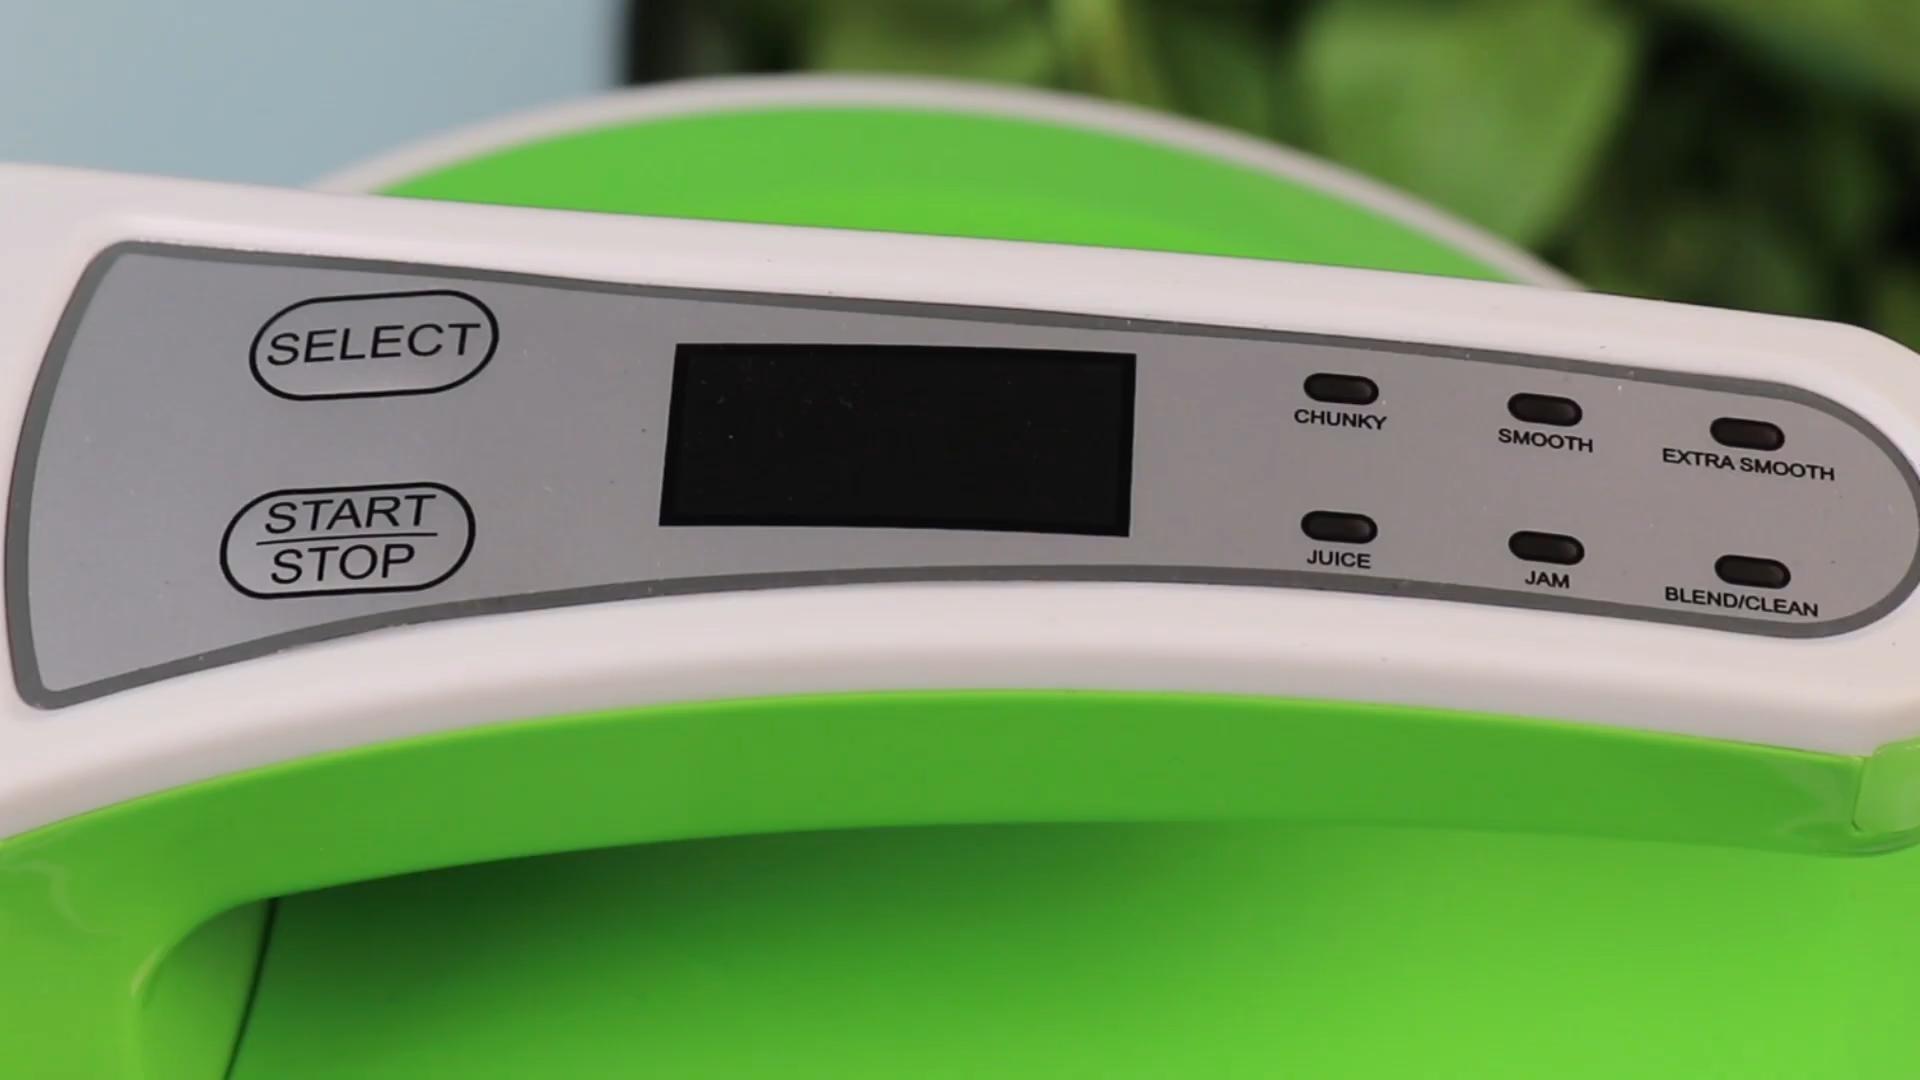 SELECT
START
STOP
CHUNKY
SMOOTH
EXTRA SMOOTH
JUICE
JAM
BLEND/CLEAN